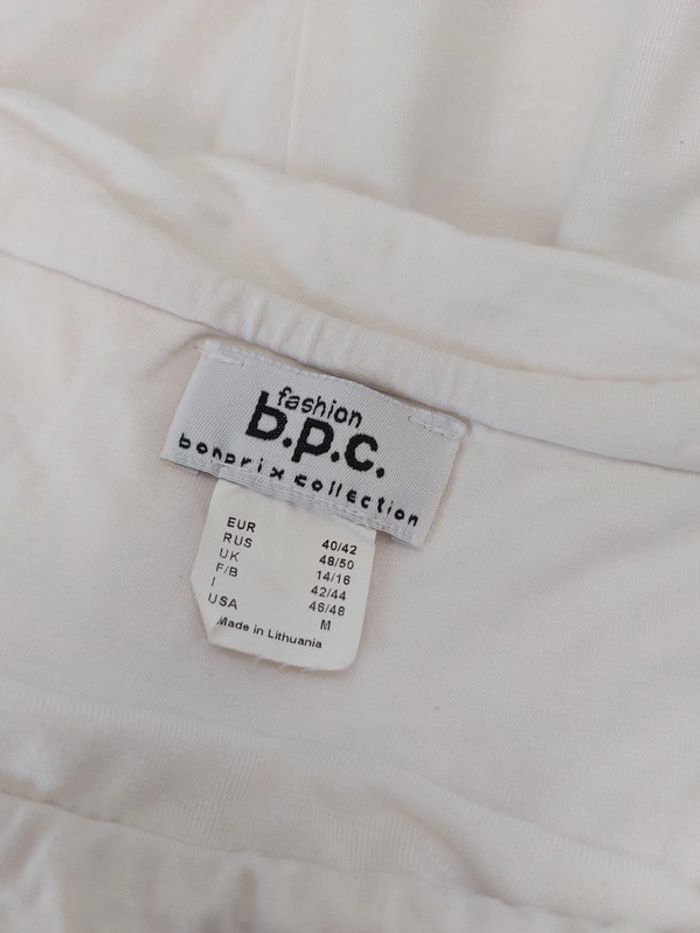 fashion
b.p.c.
bonprix collection
EUR 40/42
RUS 48/50
UK 14/16
F/B 42/44
I 46/48
USA M
Made in Lithuania